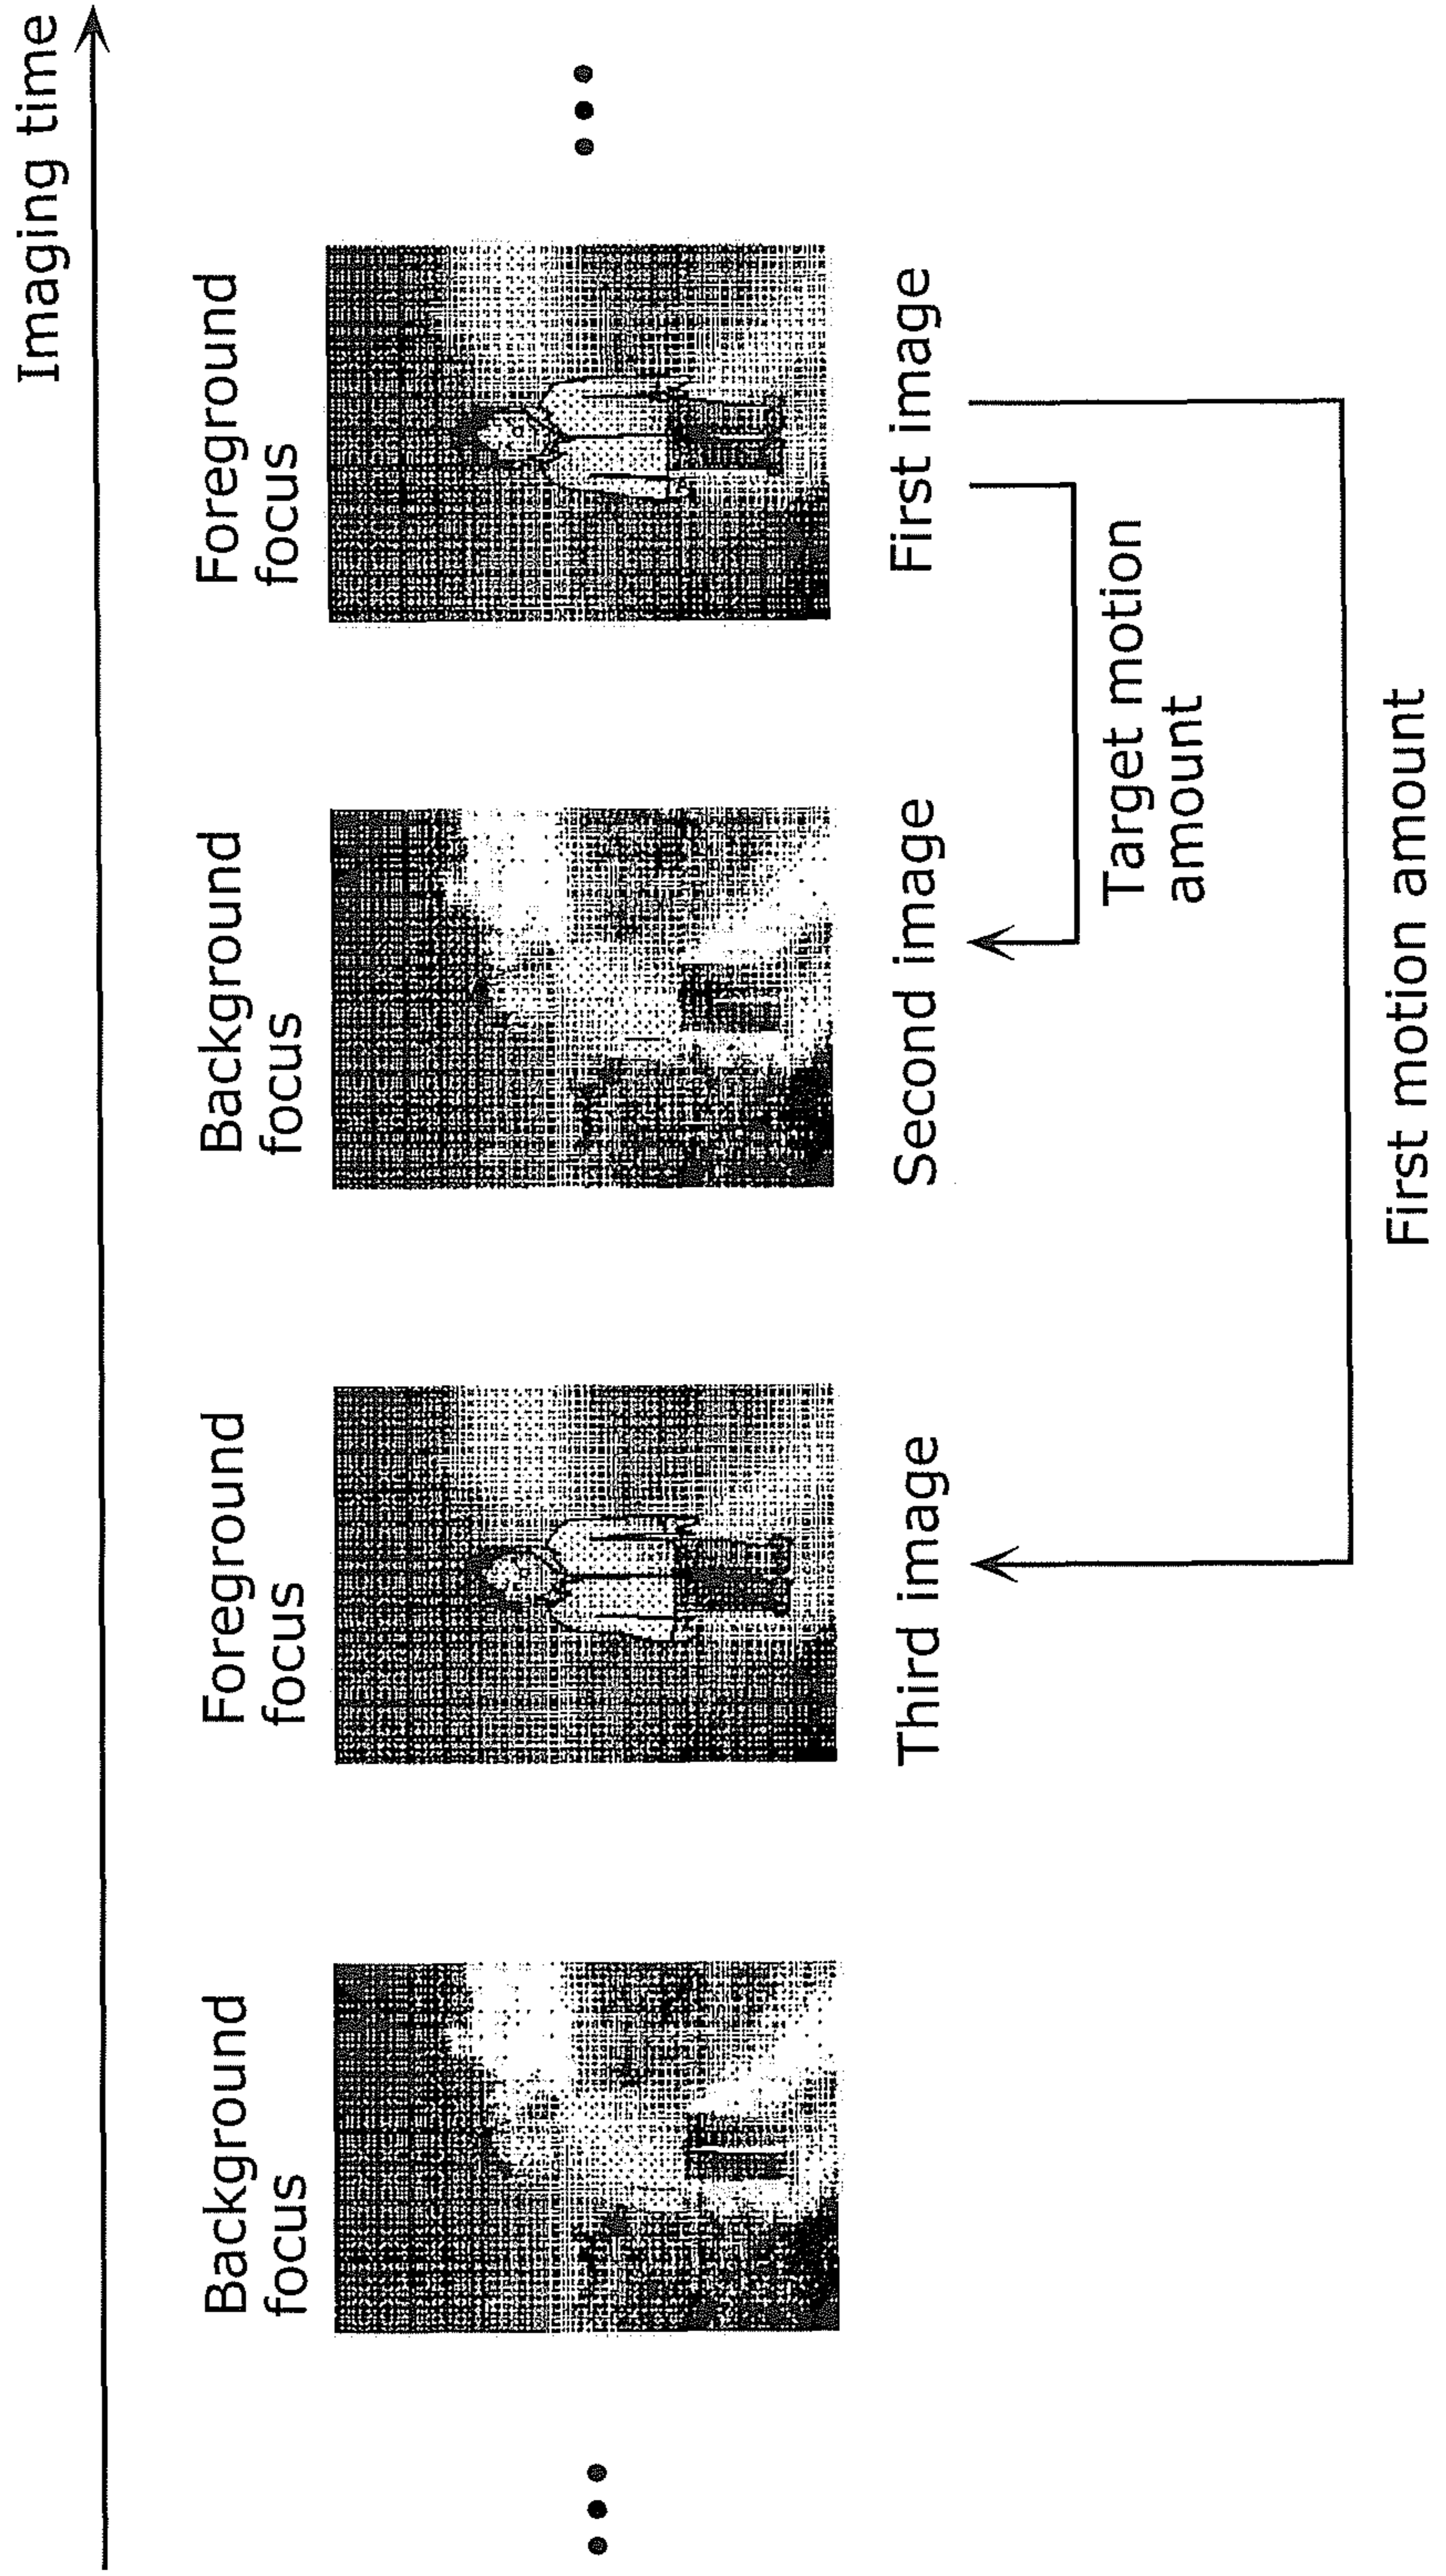 Imaging time
Background
focus
Foreground
focus
Background
focus
Foreground
focus
Third image
Second image
First image
Target motion
amount
First motion amount